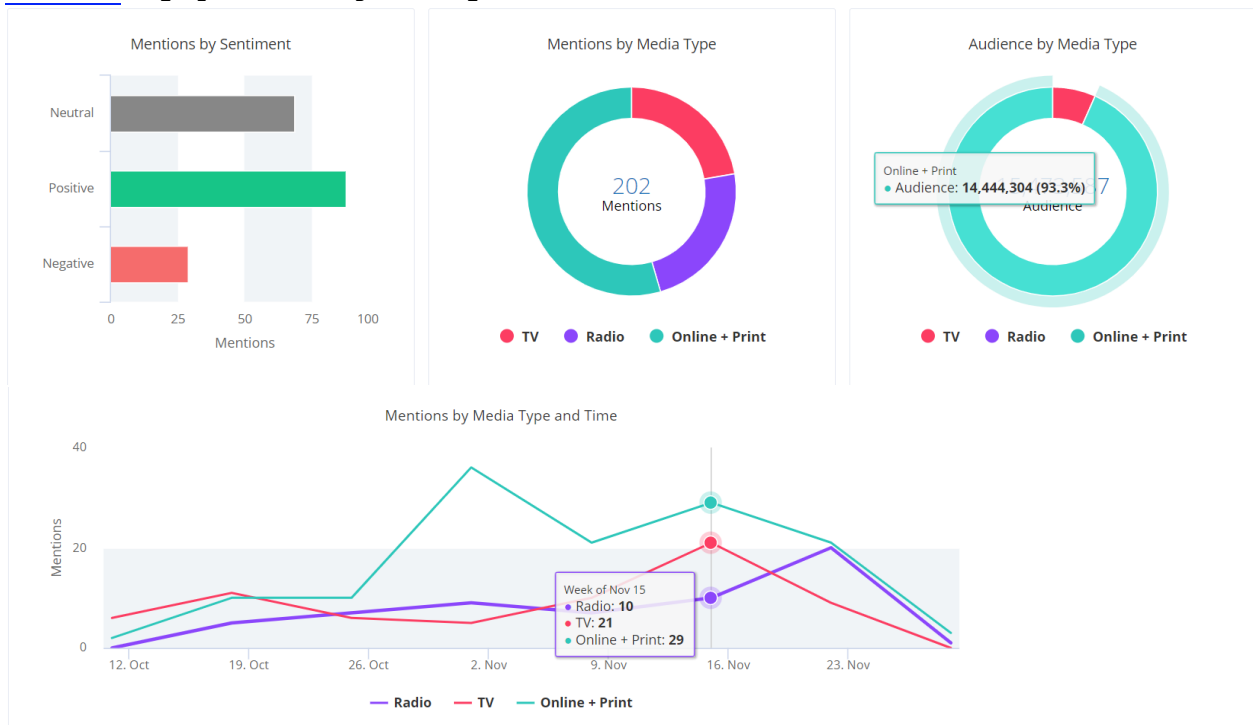 Mentions by Sentiment
Neutral
Positive
Negative
0 25 50 75 100
Mentions
Mentions by Media Type
202
Mentions
TV Radio Online + Print
Audience by Media Type
Online + Print
Audience: 14,444,304 (93.3%)
Audience
TV Radio Online + Print
Mentions by Media Type and Time
40
20
0
Mentions
Week of Nov 15
Radio: 10
TV: 21
Online + Print: 29
12. Oct 19. Oct 26. Oct 2. Nov 9. Nov 16. Nov 23. Nov
Radio TV Online + Print